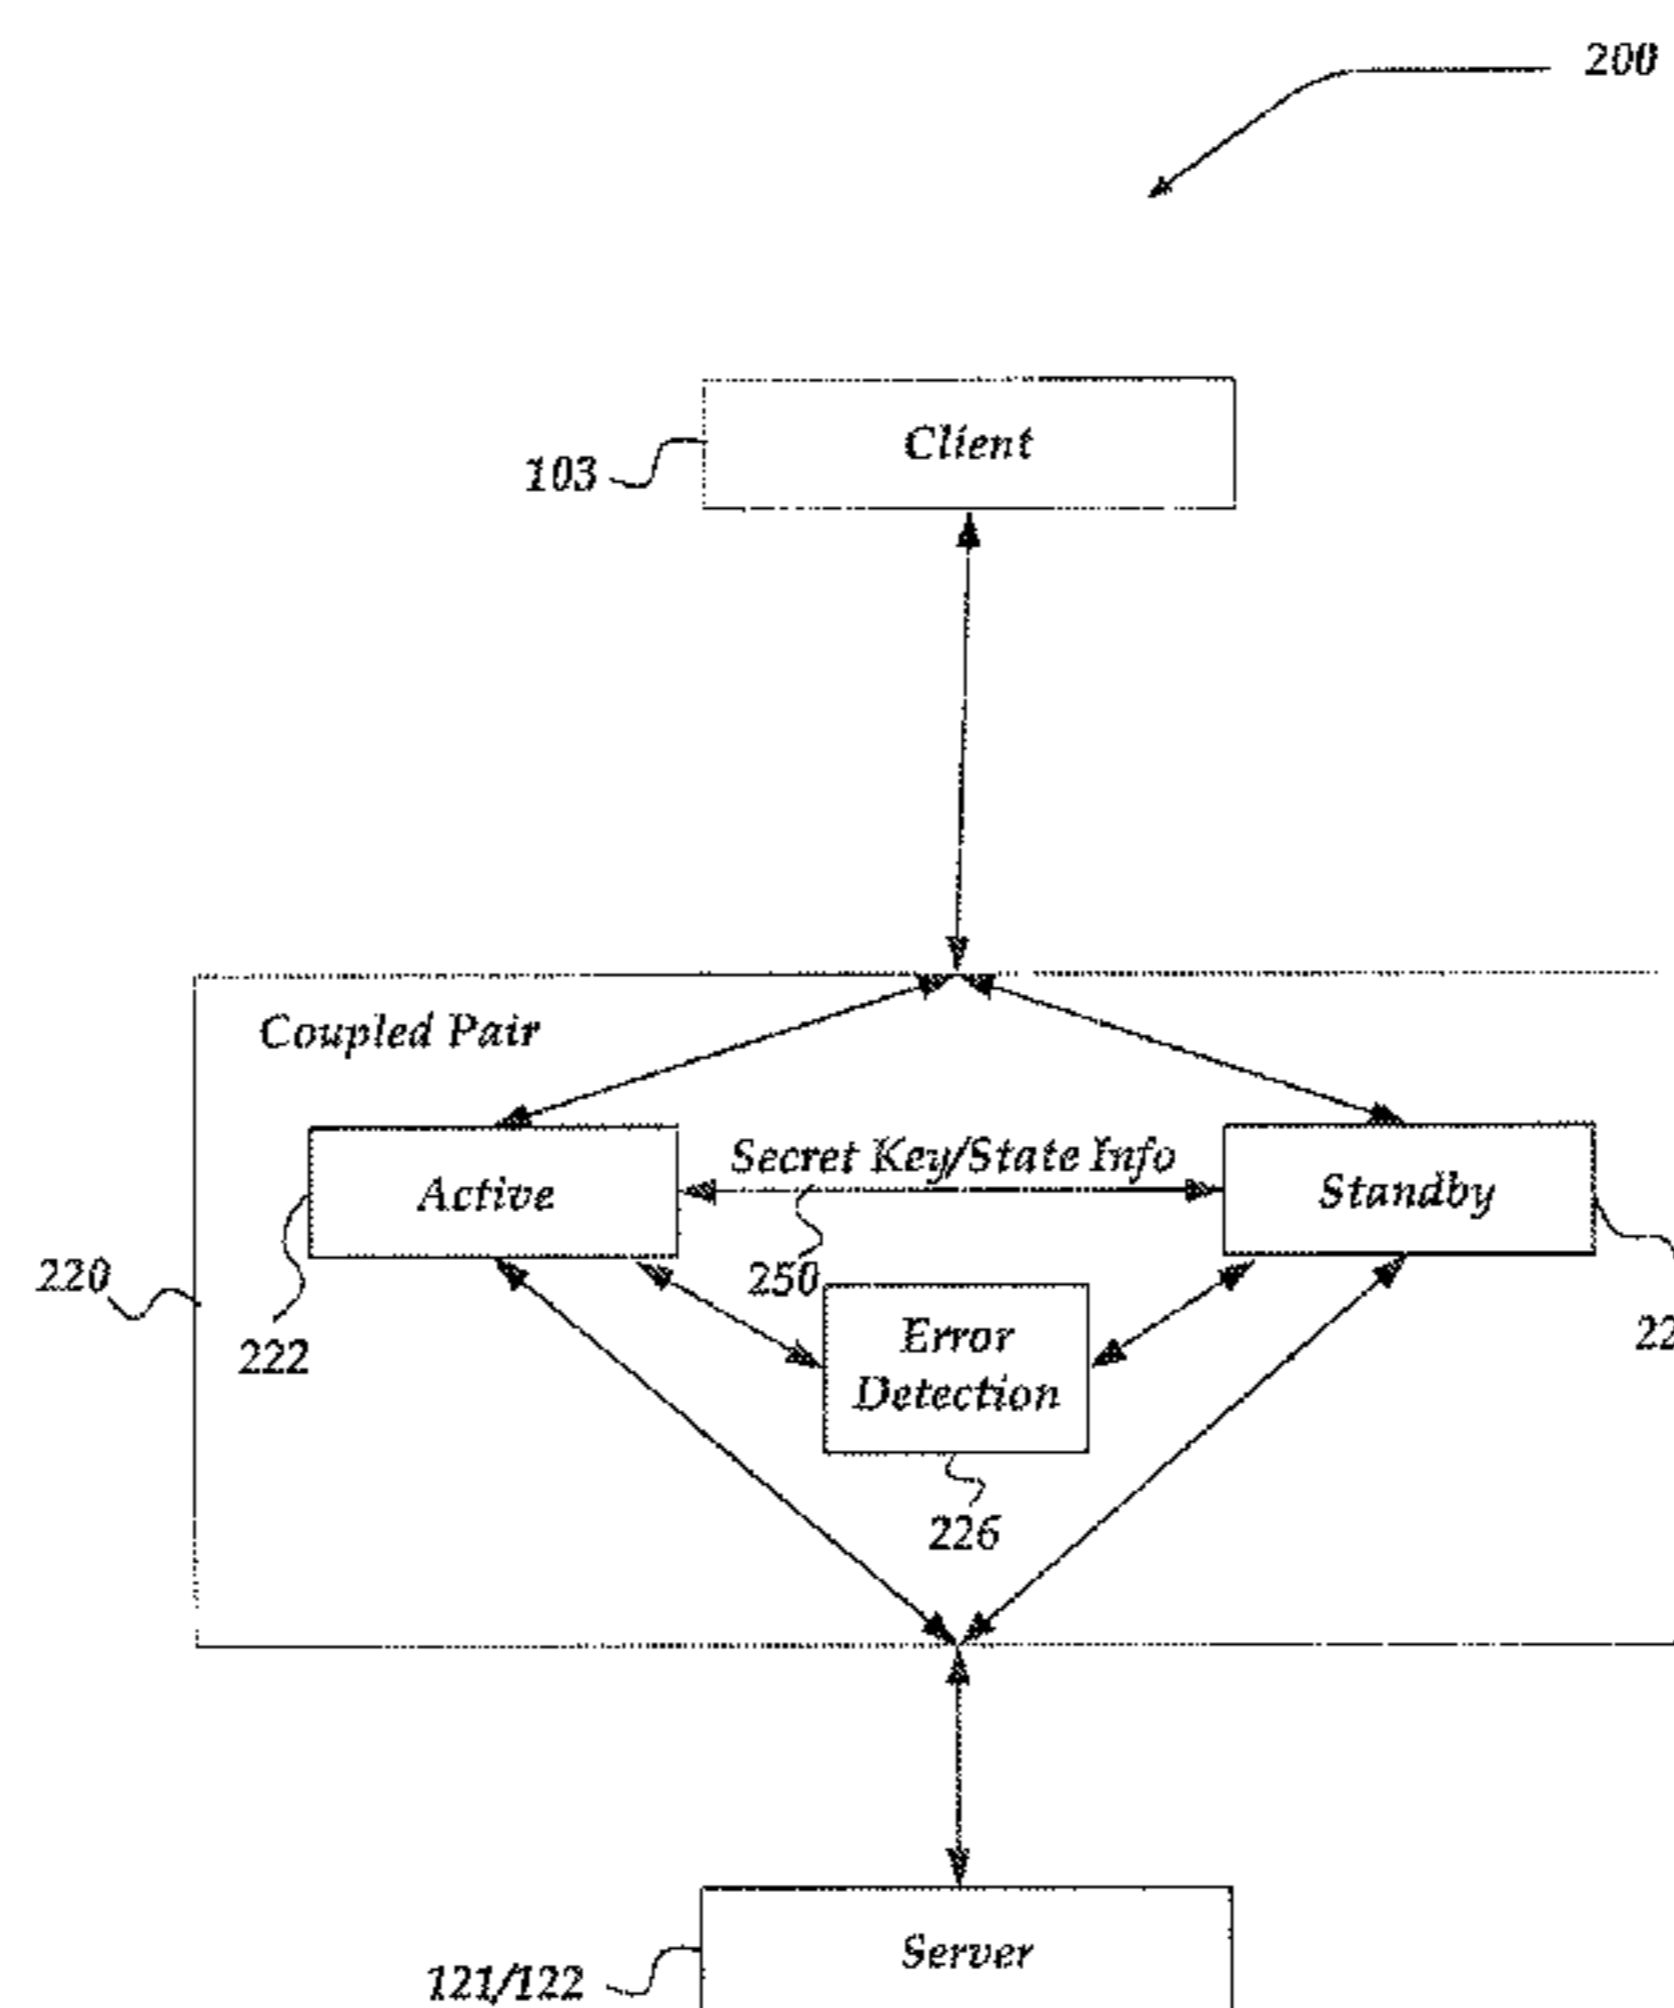 200
Client
103
Coupled Pair
Secret Key/State Info
Active
Standby
220
250
222
Error
Detection
226
Server
121/122